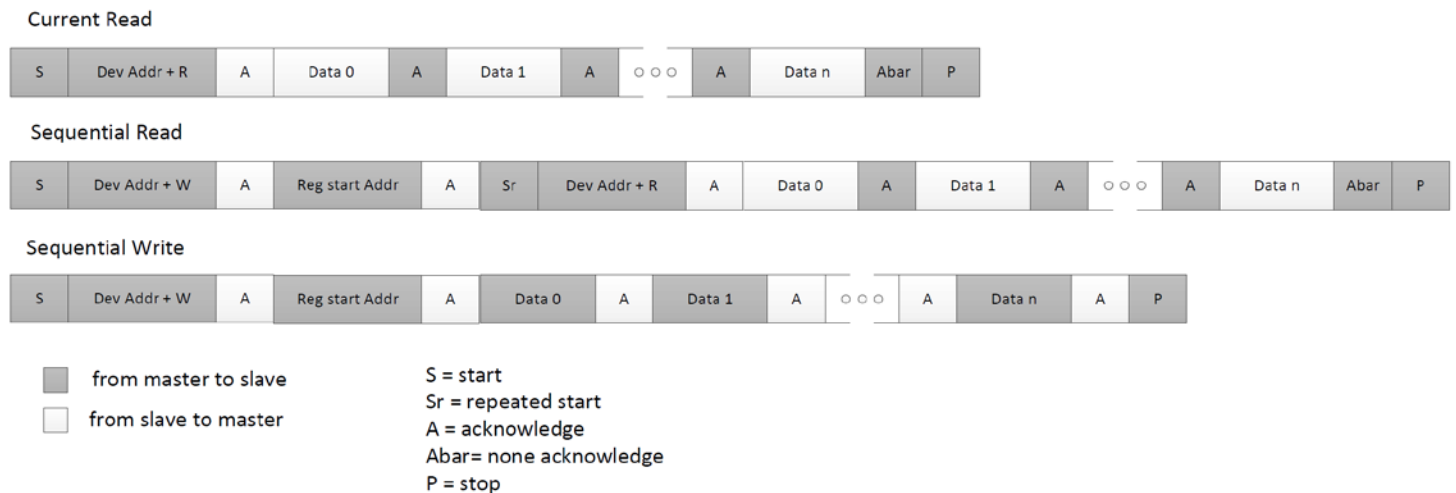 Current Read
S Dev Addr + R A Data 0 A Data 1 A A Data n Abar P
Sequential Read
S Dev Addr + W A Reg start Addr A Sr Dev Addr + R A Data 0 A Data 1 A A Data n Abar P
Sequential Write
S Dev Addr + W A Reg start Addr A Data 0 A Data 1 A A Data n A P
from master to slave
from slave to master
S = start
Sr = repeated start
A = acknowledge
Abar= none acknowledge
P = stop